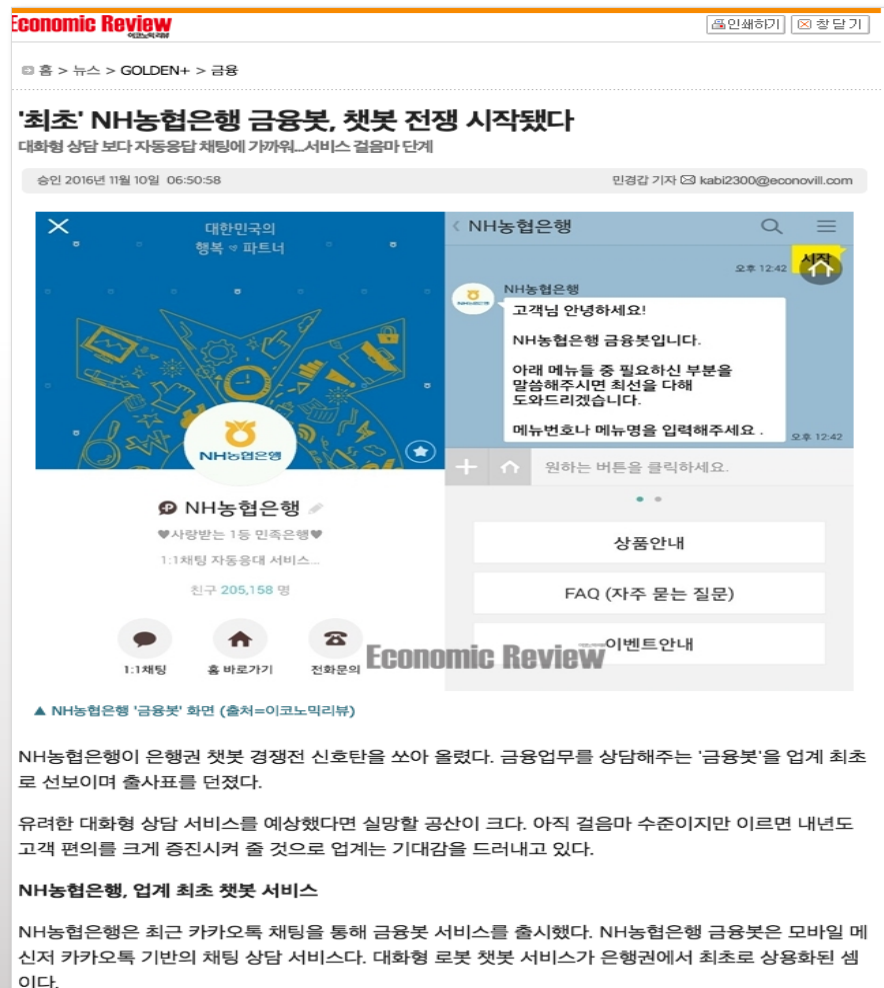 Economic Review
이코노믹리뷰
인쇄하기
창닫기
홈 > 뉴스 > GOLDEN+ > 금융
'최초' NH농협은행 금융봇, 챗봇 전쟁 시작됐다
대화형 상담 보다 자동응답 채팅에 가까워...서비스 걸음마 단계
승인 2016년 11월 10일 06:50:58
민경갑 기자 kabi2300@econovill.com
대한민국의
행복 ♡ 파트너
NH농협은행
NH농협은행
♥사랑받는 1등 민족은행♥
1:1채팅 자동응대 서비스...
친구 205,158 명
1:1채팅
홈 바로가기
전화문의
< NH농협은행
시작
오후 12:42
NH농협은행
NH농협은행
고객님 안녕하세요!
NH농협은행 금융봇입니다.
아래 메뉴들 중 필요하신 부분을
말씀해주시면 최선을 다해
도와드리겠습니다.
메뉴번호나 메뉴명을 입력해주세요 .
오후 12:42
원하는 버튼을 클릭하세요.
상품안내
FAQ (자주 묻는 질문)
이벤트안내
Economic Review
▲ NH농협은행 '금융봇' 화면 (출처=이코노믹리뷰)
NH농협은행이 은행권 챗봇 경쟁전 신호탄을 쏘아 올렸다. 금융업무를 상담해주는 '금융봇'을 업계 최초
로 선보이며 출사표를 던졌다.
유려한 대화형 상담 서비스를 예상했다면 실망할 공산이 크다. 아직 걸음마 수준이지만 이르면 내년도
고객 편의를 크게 증진시켜 줄 것으로 업계는 기대감을 드러내고 있다.
NH농협은행, 업계 최초 챗봇 서비스
NH농협은행은 최근 카카오톡 채팅을 통해 금융봇 서비스를 출시했다. NH농협은행 금융봇은 모바일 메
신저 카카오톡 기반의 채팅 상담 서비스다. 대화형 로봇 챗봇 서비스가 은행권에서 최초로 상용화된 셈
이다.